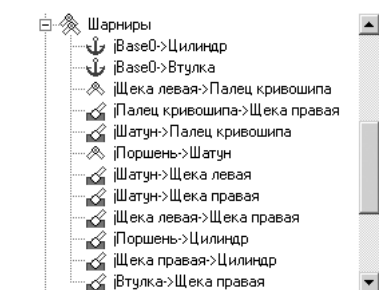 Шарниры
jBase0->Цилиндр
jBase0->Втулка
jЩека левая->Палец кривошипа
jПалец кривошипа->Щека правая
jШатун->Палец кривошипа
jПоршень->Шатун
jШатун->Щека левая
jШатун->Щека правая
jЩека левая->Щека правая
jПоршень->Цилиндр
jЩека правая->Цилиндр
jВтулка->Щека правая